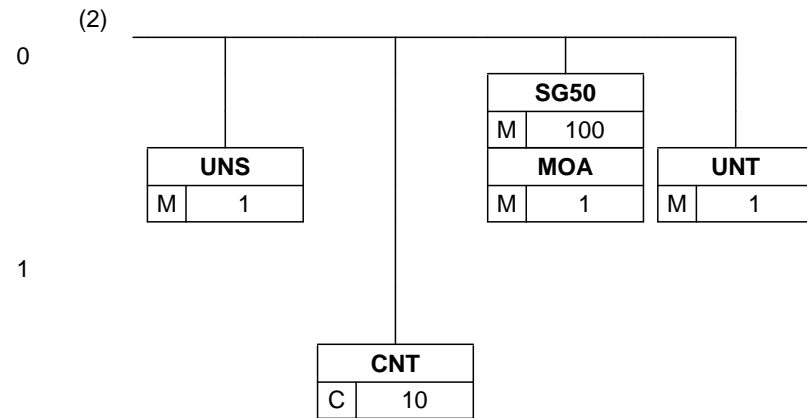 (2)
0
SG50
M 100
UNS MOA UNT
M 1 M 1 M 1
1
CNT
C 10